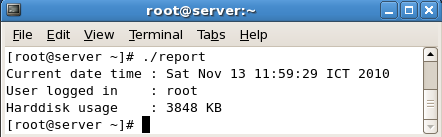 root@server:~
File Edit View Terminal Tabs Help
[root@server ~]# ./report
Current date time : Sat Nov 13 11:59:29 ICT 2010
User logged in    : root
Harddisk usage    : 3848 KB
[root@server ~]#